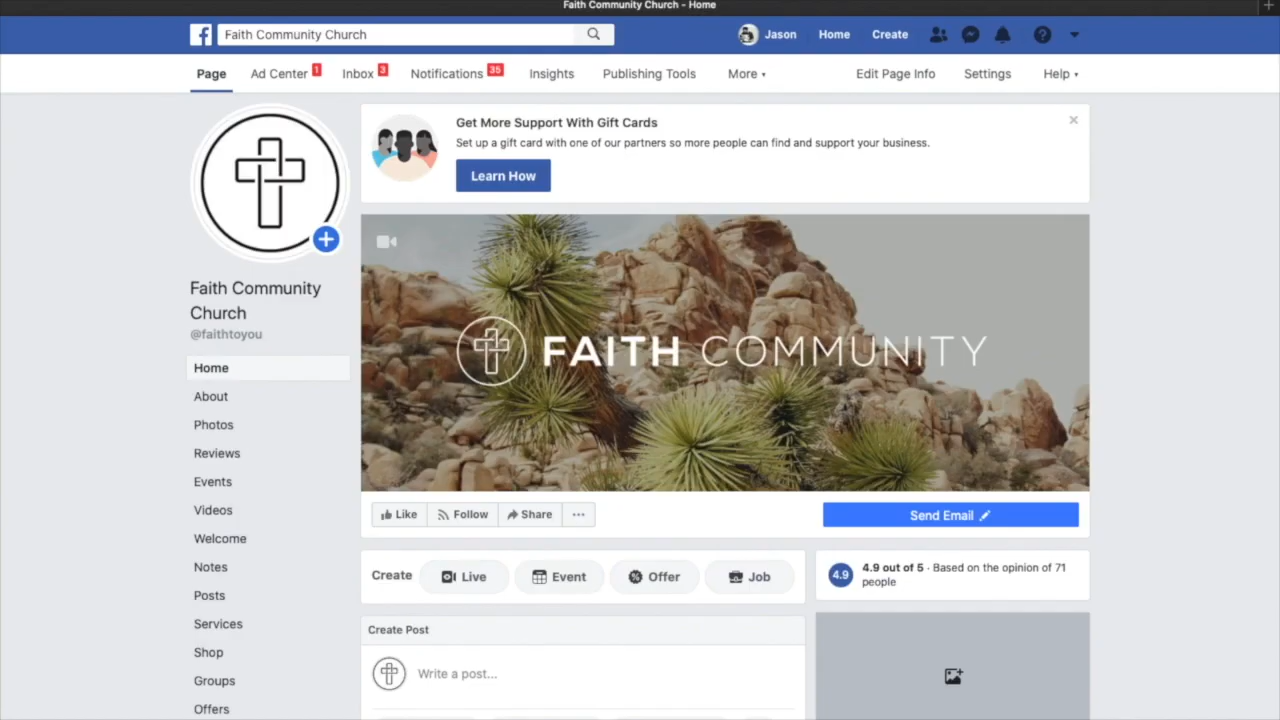 Faith Community Church - Home
Faith Community Church
Jason
Home
Create
Page
Ad Center 1
Inbox 3
Notifications 35
Insights
Publishing Tools
More
Edit Page Info
Settings
Help
Get More Support With Gift Cards
Set up a gift card with one of our partners so more people can find and support your business.
Learn How
Faith Community
Church
@faithtoyou
Home
About
Photos
Reviews
Events
Videos
Welcome
Notes
Posts
Services
Shop
Groups
Offers
FAITH COMMUNITY
Like
Follow
Share
Send Email
Create
Live
Event
Offer
Job
4.9
4.9 out of 5 · Based on the opinion of 71
people
Create Post
Write a post...